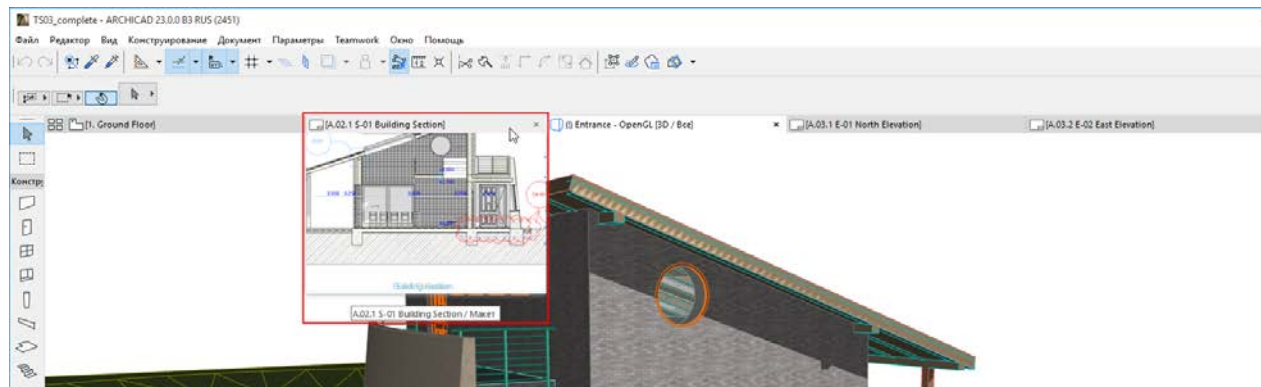 TS03_complete - ARCHICAD 23.0.0 B3 RUS (2451)
Файл Редактор Вид Конструирование Документ Параметры Teamwork Окно Помощь
[1. Ground Floor]
[A.02.1 S-01 Building Section]
(!) Entrance - OpenGL [3D / Все]
[A.03.1 E-01 North Elevation]
[A.03.2 E-02 East Elevation]
Констру
Building Section
A.02.1 S-01 Building Section / Макет